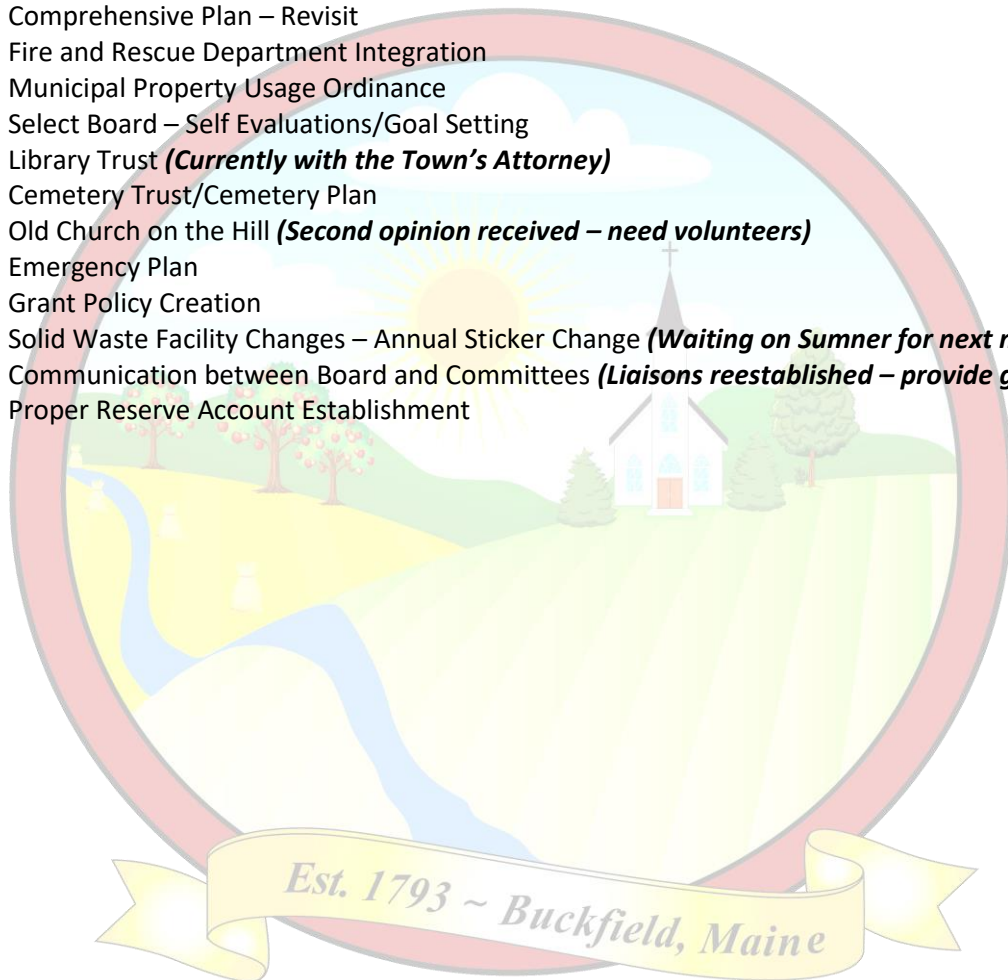 Comprehensive Plan – Revisit
Fire and Rescue Department Integration
Municipal Property Usage Ordinance
Select Board – Self Evaluations/Goal Setting
Library Trust (Currently with the Town’s Attorney)
Cemetery Trust/Cemetery Plan
Old Church on the Hill (Second opinion received – need volunteers)
Emergency Plan
Grant Policy Creation
Solid Waste Facility Changes – Annual Sticker Change (Waiting on Sumner for next
Communication between Board and Committees (Liaisons reestablished – provide
Proper Reserve Account Establishment
Est. 1793 ~ Buckfield, Maine